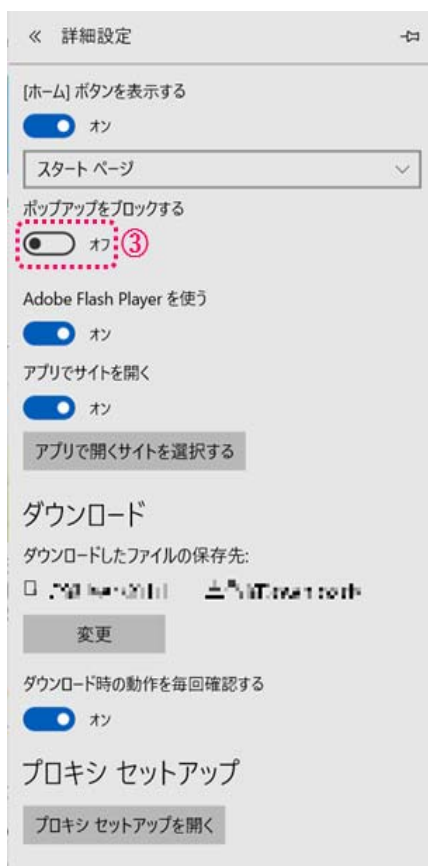 « 詳細設定
[ホーム] ボタンを表示する
オン
スタート ページ
ポップアップをブロックする
オフ ③
Adobe Flash Player を使う
オン
アプリでサイトを開く
オン
アプリで開くサイトを選択する
ダウンロード
ダウンロードしたファイルの保存先:
変更
ダウンロード時の動作を毎回確認する
オン
プロキシ セットアップ
プロキシ セットアップを開く